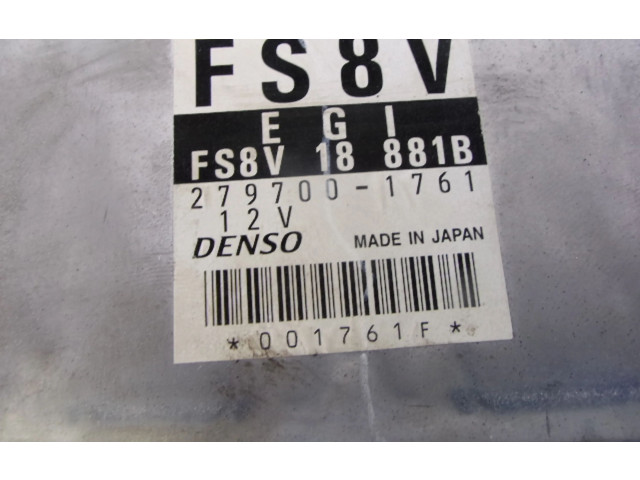 FS8V
E G I
FS8V 18 881B
279700-1761
12V
DENSO MADE IN JAPAN
*001761F*